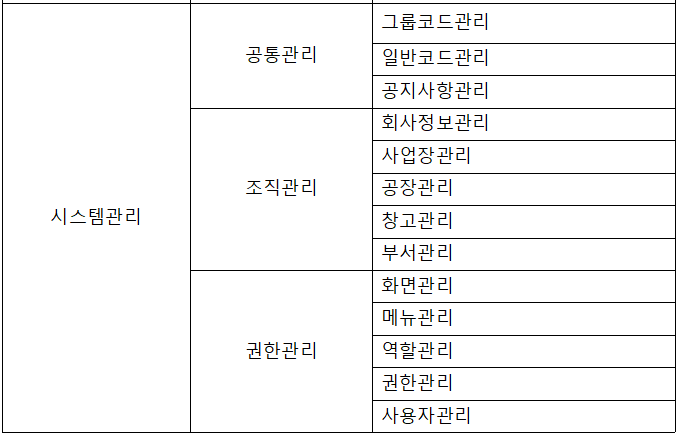 시스템관리
공통관리
그룹코드관리
일반코드관리
공지사항관리
조직관리
회사정보관리
사업장관리
공장관리
창고관리
부서관리
권한관리
화면관리
메뉴관리
역할관리
권한관리
사용자관리